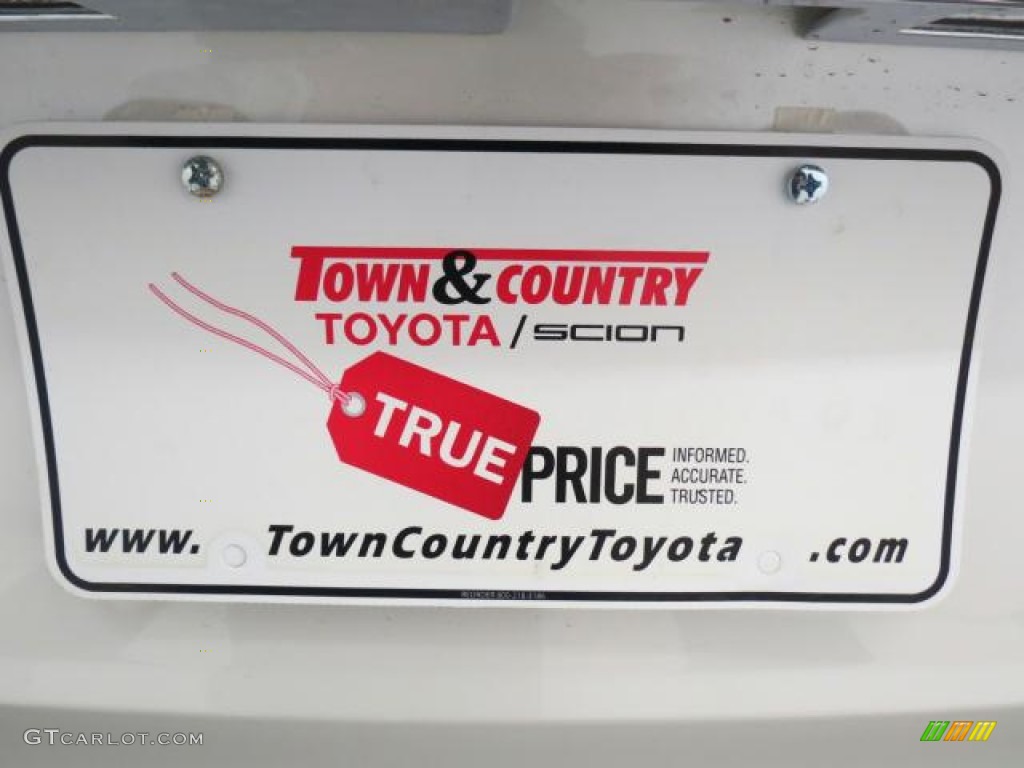 TOWN & COUNTRY
TOYOTA / SCION
TRUE
PRICE
INFORMED.
ACCURATE.
TRUSTED.
www. TownCountryToyota .com
GTCARLOT.COM